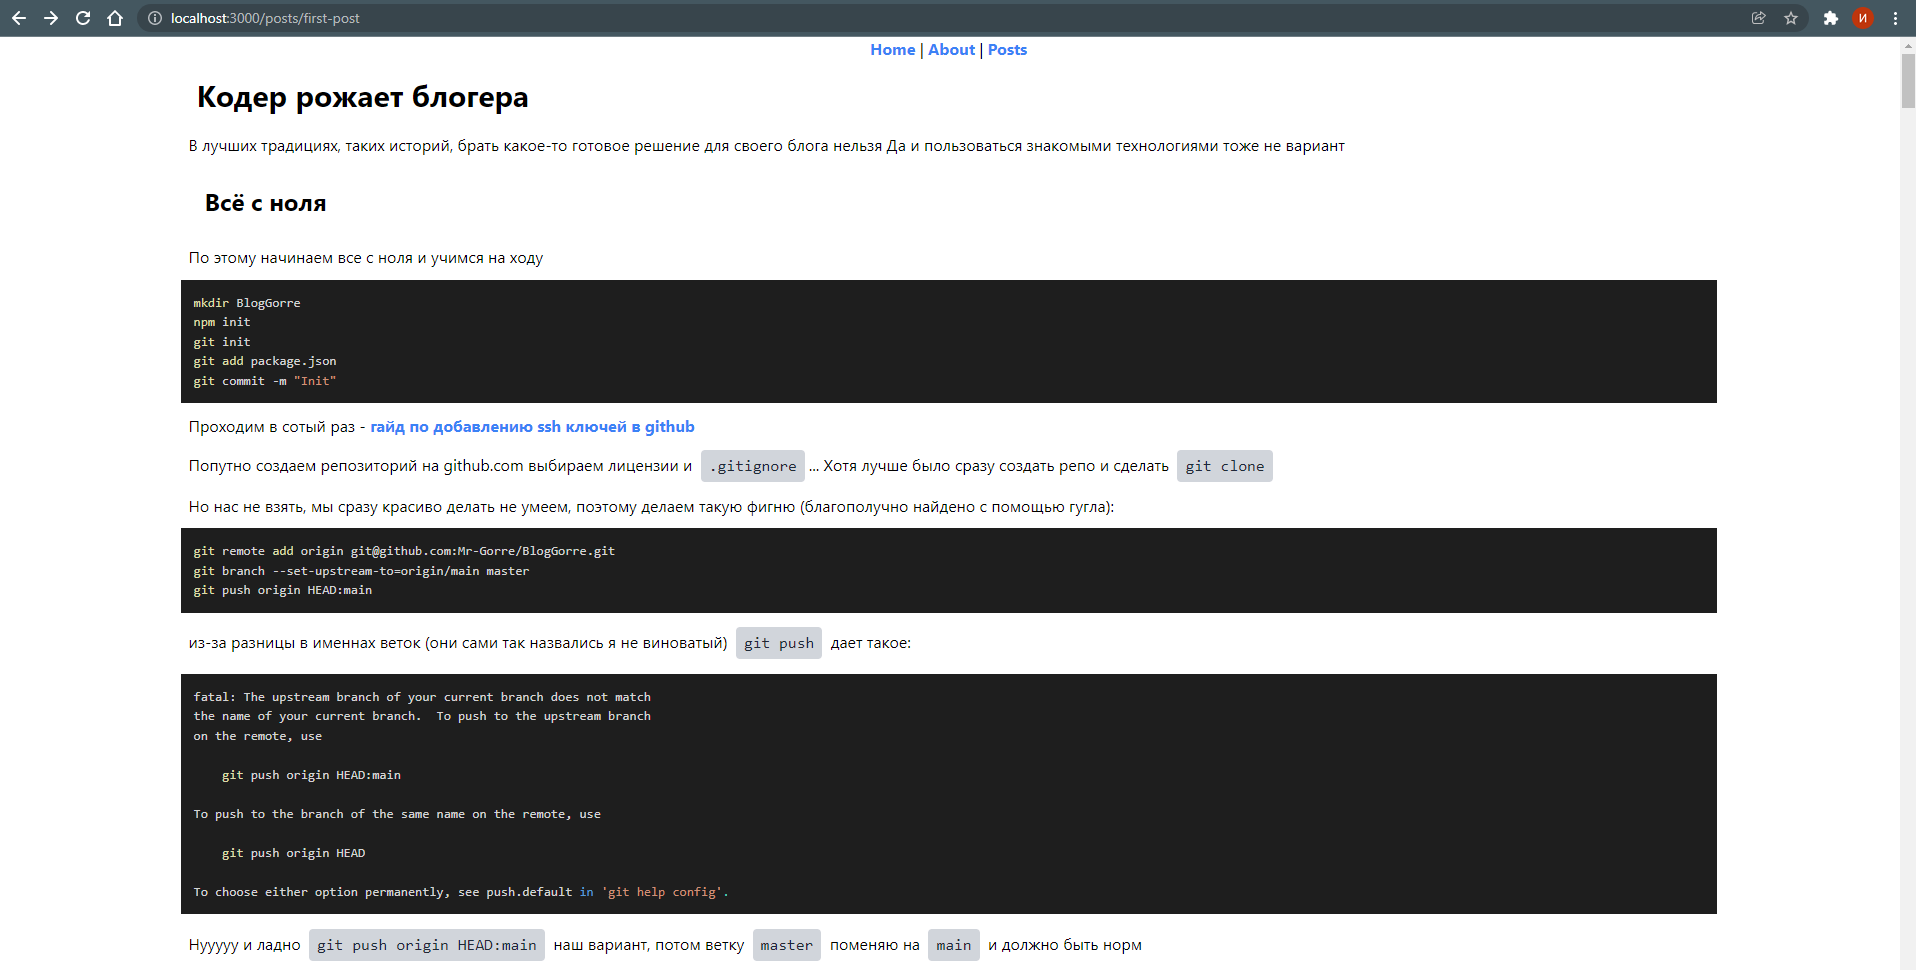 localhost:3000/posts/first-post
И
Home | About | Posts
Кодер рожает блогера
В лучших традициях, таких историй, брать какое-то готовое решение для своего блога нельзя Да и пользоваться знакомыми технологиями тоже не вариант
Всё с ноля
По этому начинаем все с ноля и учимся на ходу
mkdir BlogGorre
npm init
git init
git add package.json
git commit -m "Init"
Проходим в сотый раз - гайд по добавлению ssh ключей в github
Попутно создаем репозиторий на github.com выбираем лицензии и .gitignore ... Хотя лучше было сразу создать репо и сделать git clone
Но нас не взять, мы сразу красиво делать не умеем, поэтому делаем такую фигню (благополучно найдено с помощью гугла):
git remote add origin git@github.com:Mr-Gorre/BlogGorre.git
git branch --set-upstream-to=origin/main master
git push origin HEAD:main
из-за разницы в именнах веток (они сами так назвались я не виноватый) git push дает такое:
fatal: The upstream branch of your current branch does not match
the name of your current branch.  To push to the upstream branch
on the remote, use
git push origin HEAD:main
To push to the branch of the same name on the remote, use
git push origin HEAD
To choose either option permanently, see push.default in 'git help config'.
Нууууу и ладно git push origin HEAD:main наш вариант, потом ветку master поменяю на main и должно быть норм